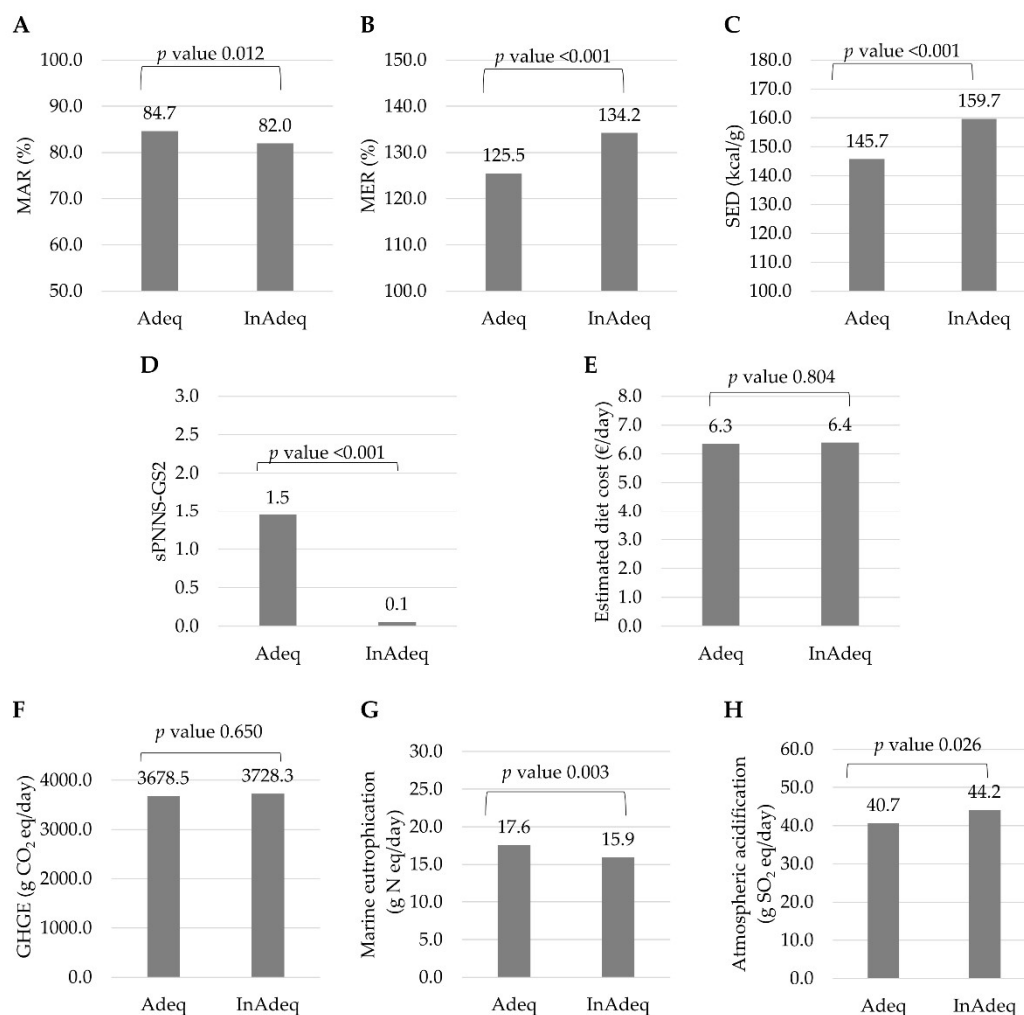 A
p value 0.012
100.0
90.0
80.0
70.0
60.0
50.0
MAR (%)
84.7
82.0
Adeq
InAdeq
B
p value <0.001
150.0
140.0
130.0
120.0
110.0
100.0
MER (%)
125.5
134.2
Adeq
InAdeq
C
p value <0.001
180.0
170.0
160.0
150.0
140.0
130.0
120.0
110.0
100.0
SED (kcal/g)
145.7
159.7
Adeq
InAdeq
D
3.0
2.5
2.0
1.5
1.0
0.5
0.0
sPNNS-GS2
p value <0.001
1.5
0.1
Adeq
InAdeq
E
p value 0.804
8.0
7.0
6.0
5.0
4.0
3.0
2.0
1.0
0.0
Estimated diet cost (€/day)
6.3
6.4
Adeq
InAdeq
F
p value 0.650
4000.0
3000.0
2000.0
1000.0
0.0
GHGE (g CO₂ eq/day)
3678.5
3728.3
Adeq
InAdeq
G
30.0
25.0
20.0
15.0
10.0
5.0
0.0
Marine eutrophication
(g N eq/day)
p value 0.003
17.6
15.9
Adeq
InAdeq
H
60.0
50.0
40.0
30.0
20.0
10.0
0.0
Atmospheric acidification
(g SO₂ eq/day)
p value 0.026
40.7
44.2
Adeq
InAdeq